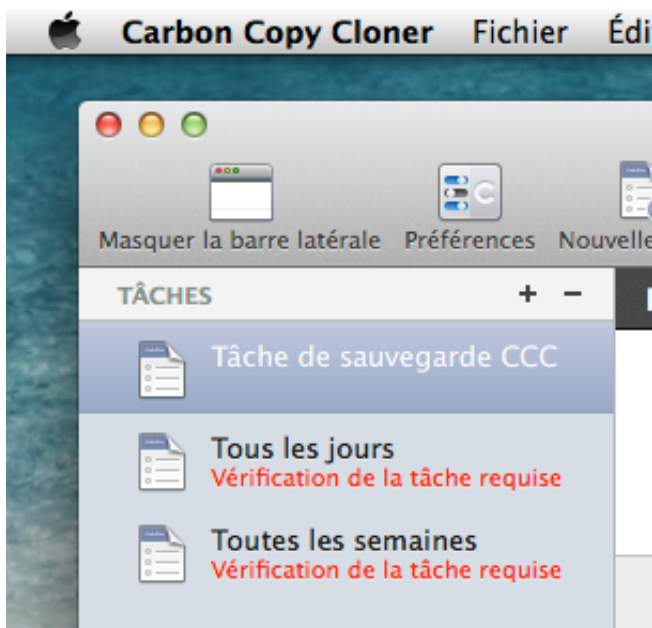 Carbon Copy Cloner Fichier
Masquer la barre latérale Préférences
TÂCHES + −
Tâche de sauvegarde CCC
Tous les jours
Vérification de la tâche requise
Toutes les semaines
Vérification de la tâche requise